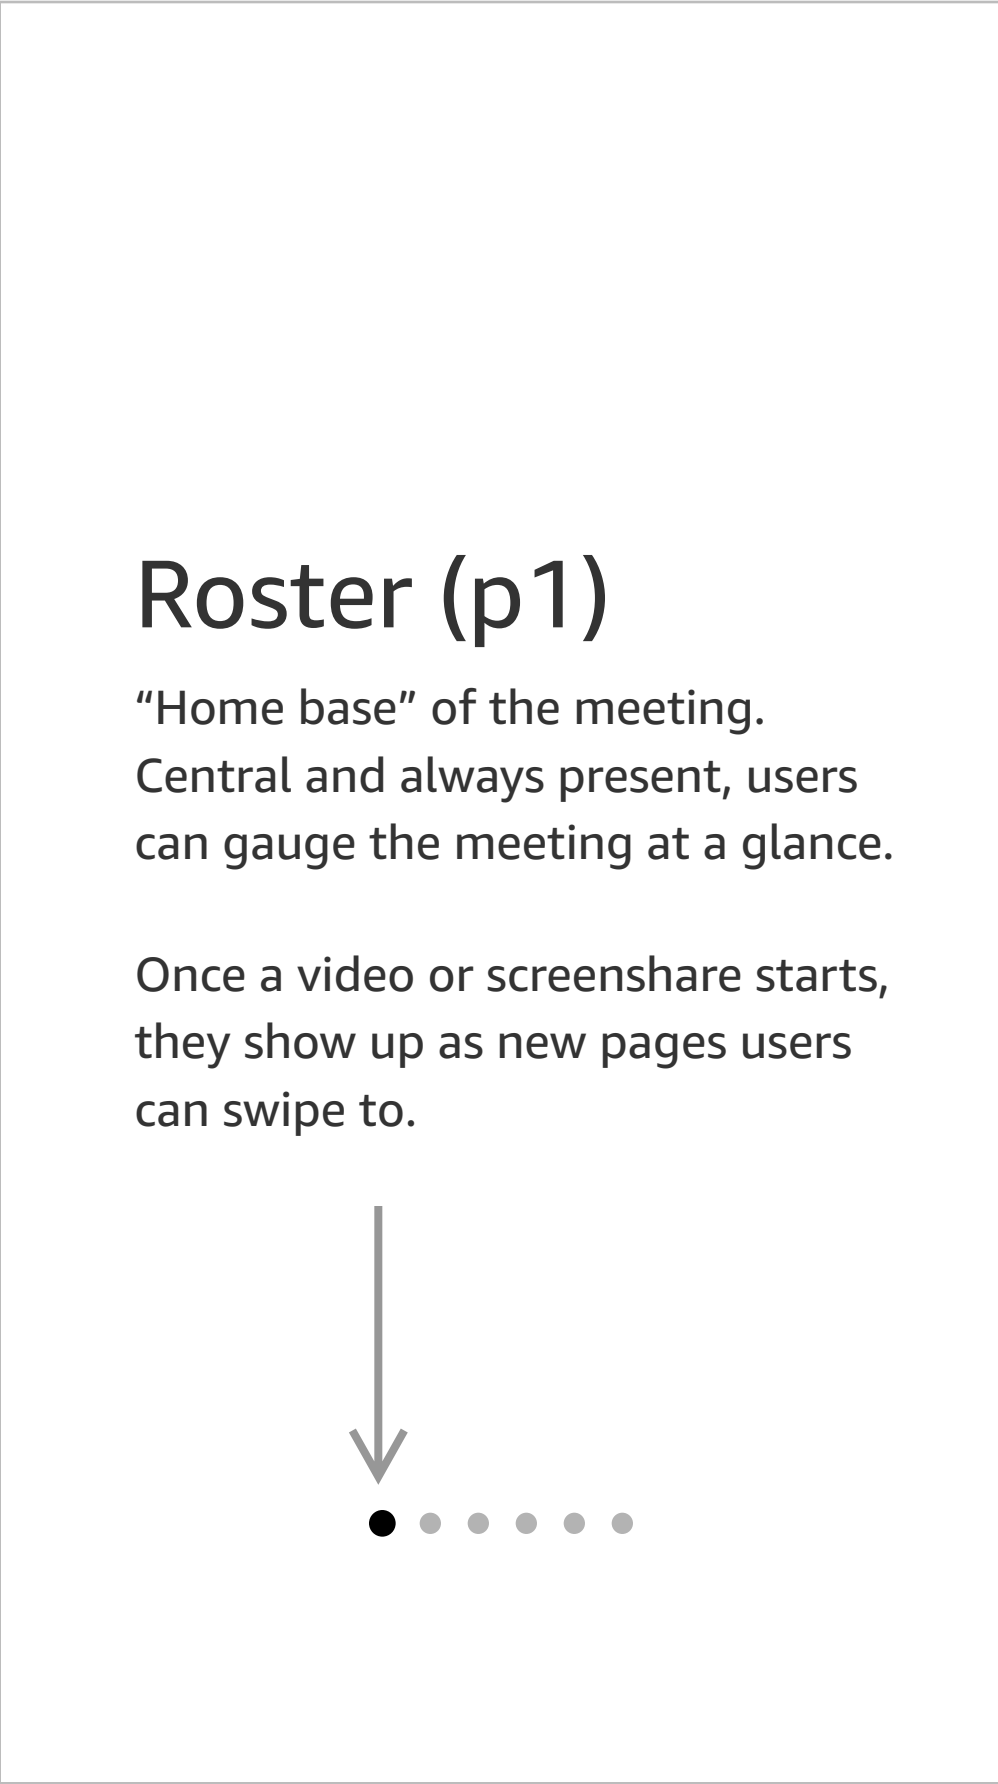 Roster (p1)
“Home base” of the meeting.
Central and always present, users
can gauge the meeting at a glance.
Once a video or screenshare starts,
they show up as new pages users
can swipe to.